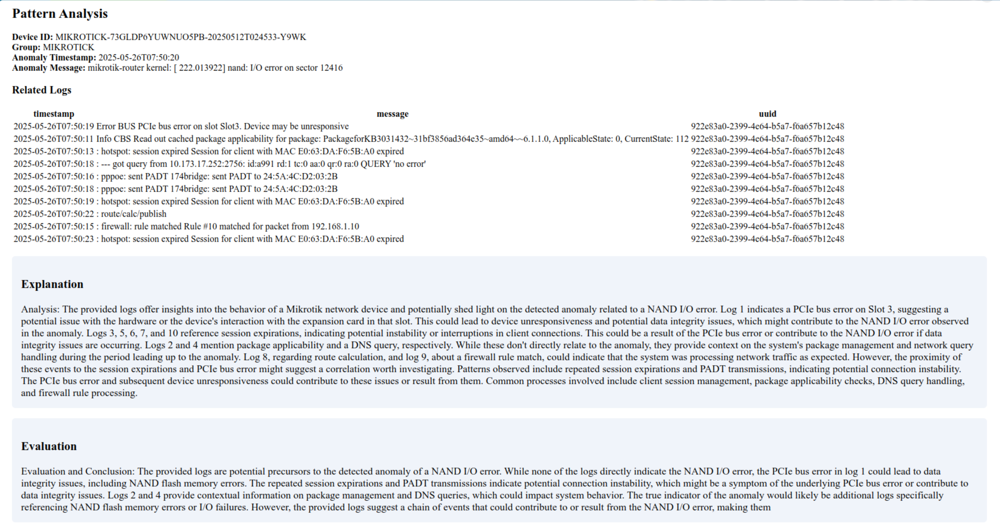 Pattern Analysis
Device ID: MIKROTICK-73GLDP6YUWNUO5PB-20250512T024533-Y9WK
Group: MIKROTICK
Anomaly Timestamp: 2025-05-26T07:50:20
Anomaly Message: mikrotik-router kernel: [ 222.013922] nand: I/O error on sector 12416
Related Logs
timestamp message uuid
2025-05-26T07:50:19 Error BUS PCIe bus error on slot Slot3. Device may be unresponsive 922e83a0-2399-4e64-b5a7-f6a657b12c48
2025-05-26T07:50:11 Info CBS Read out cached package applicability for package: PackageforKB3031432~31bf3856ad364e35~amd64~~6.1.1.0, ApplicableState: 0, CurrentState: 112 922e83a0-2399-4e64-b5a7-f6a657b12c48
2025-05-26T07:50:13 : hotspot: session expired Session for client with MAC E0:63:DA:F6:5B:A0 expired 922e83a0-2399-4e64-b5a7-f6a657b12c48
2025-05-26T07:50:18 : --- got query from 10.173.17.252:2756: id:a991 rd:1 tc:0 aa:0 qr:0 ra:0 QUERY 'no error' 922e83a0-2399-4e64-b5a7-f6a657b12c48
2025-05-26T07:50:16 : pppoe: sent PADT 174bridge: sent PADT to 24:5A:4C:D2:03:2B 922e83a0-2399-4e64-b5a7-f6a657b12c48
2025-05-26T07:50:18 : pppoe: sent PADT 174bridge: sent PADT to 24:5A:4C:D2:03:2B 922e83a0-2399-4e64-b5a7-f6a657b12c48
2025-05-26T07:50:19 : hotspot: session expired Session for client with MAC E0:63:DA:F6:5B:A0 expired 922e83a0-2399-4e64-b5a7-f6a657b12c48
2025-05-26T07:50:22 : route/calc/publish 922e83a0-2399-4e64-b5a7-f6a657b12c48
2025-05-26T07:50:15 : firewall: rule matched Rule #10 matched for packet from 192.168.1.10 922e83a0-2399-4e64-b5a7-f6a657b12c48
2025-05-26T07:50:23 : hotspot: session expired Session for client with MAC E0:63:DA:F6:5B:A0 expired 922e83a0-2399-4e64-b5a7-f6a657b12c48
Explanation
Analysis: The provided logs offer insights into the behavior of a Mikrotik network device and potentially shed light on the detected anomaly related to a NAND I/O error. Log 1 indicates a PCIe bus error on Slot 3, suggesting a
potential issue with the hardware or the device's interaction with the expansion card in that slot. This could lead to device unresponsiveness and potential data integrity issues, which might contribute to the NAND I/O error observed
in the anomaly. Logs 3, 5, 6, 7, and 10 reference session expirations, indicating potential instability or interruptions in client connections. This could be a result of the PCIe bus error or contribute to the NAND I/O error if data
integrity issues are occurring. Logs 2 and 4 mention package applicability and a DNS query, respectively. While these don't directly relate to the anomaly, they provide context on the system's package management and network query
handling during the period leading up to the anomaly. Log 8, regarding route calculation, and log 9, about a firewall rule match, could indicate that the system was processing network traffic as expected. However, the proximity of
these events to the session expirations and PCIe bus error might suggest a correlation worth investigating. Patterns observed include repeated session expirations and PADT transmissions, indicating potential connection instability.
The PCIe bus error and subsequent device unresponsiveness could contribute to these issues or result from them. Common processes involved include client session management, package applicability checks, DNS query handling,
and firewall rule processing.
Evaluation
Evaluation and Conclusion: The provided logs are potential precursors to the detected anomaly of a NAND I/O error. While none of the logs directly indicate the NAND I/O error, the PCIe bus error in log 1 could lead to data
integrity issues, including NAND flash memory errors. The repeated session expirations and PADT transmissions indicate potential connection instability, which might be a symptom of the underlying PCIe bus error or contribute to
data integrity issues. Logs 2 and 4 provide contextual information on package management and DNS queries, which could impact system behavior. The true indicator of the anomaly would likely be additional logs specifically
referencing NAND flash memory errors or I/O failures. However, the provided logs suggest a chain of events that could contribute to or result from the NAND I/O error, making them